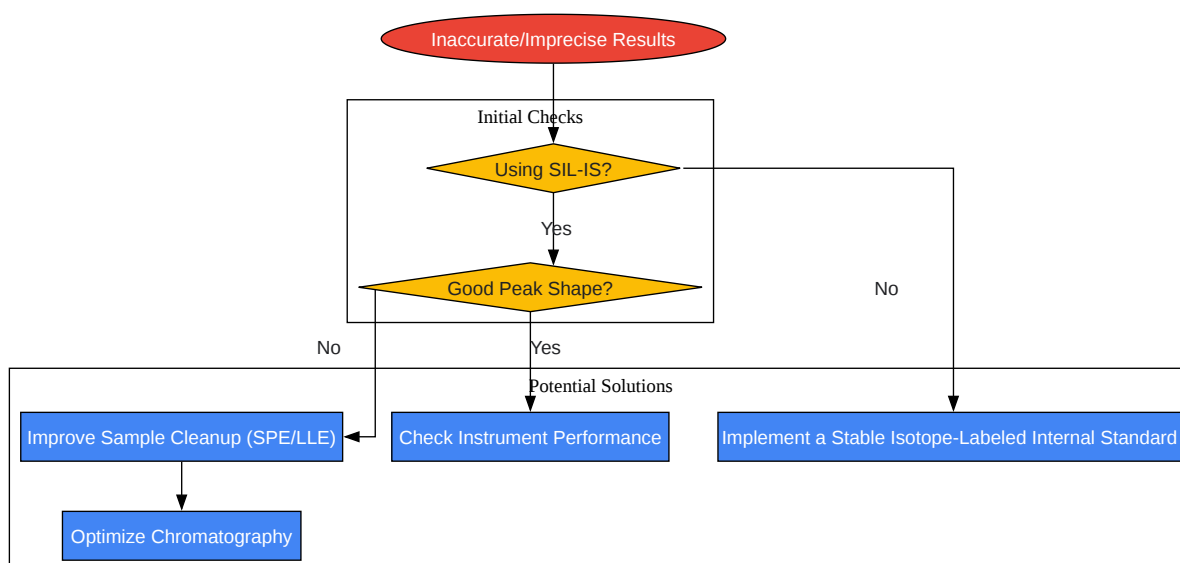 Inaccurate/Imprecise Results
Initial Checks
Using SIL-IS?
Yes
Good Peak Shape?
No
No
Yes
Potential Solutions
Improve Sample Cleanup (SPE/LLE)
Check Instrument Performance
Implement a Stable Isotope-Labeled Internal Standard
Optimize Chromatography